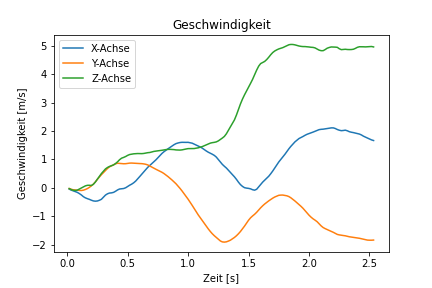 Geschwindigkeit
X-Achse
Y-Achse
Z-Achse
Geschwindigkeit [m/s]
5
4
3
2
1
0
−1
−2
0.0 0.5 1.0 1.5 2.0 2.5
Zeit [s]